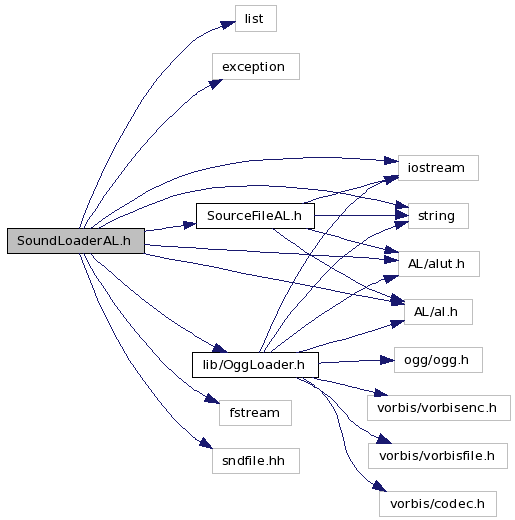 list
exception
iostream
SourceFileAL.h
string
SoundLoaderAL.h
AL/alut.h
AL/al.h
lib/OggLoader.h
ogg/ogg.h
fstream
vorbis/vorbisenc.h
sndfile.hh
vorbis/vorbisfile.h
vorbis/codec.h